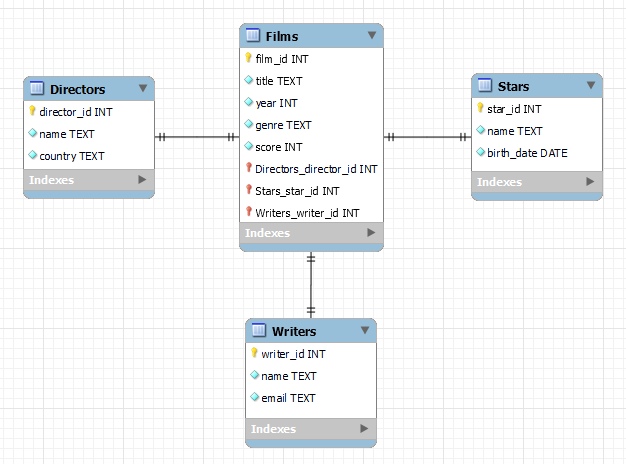 Directors
director_id INT
name TEXT
country TEXT
Indexes
Films
film_id INT
title TEXT
year INT
genre TEXT
score INT
Directors_director_id INT
Stars_star_id INT
Writers_writer_id INT
Indexes
Stars
star_id INT
name TEXT
birth_date DATE
Indexes
Writers
writer_id INT
name TEXT
email TEXT
Indexes